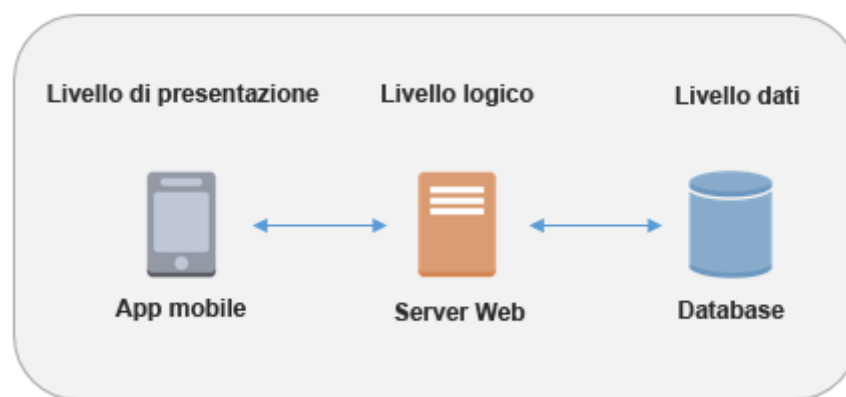 Livello di presentazione
Livello logico
Livello dati
App mobile
Server Web
Database